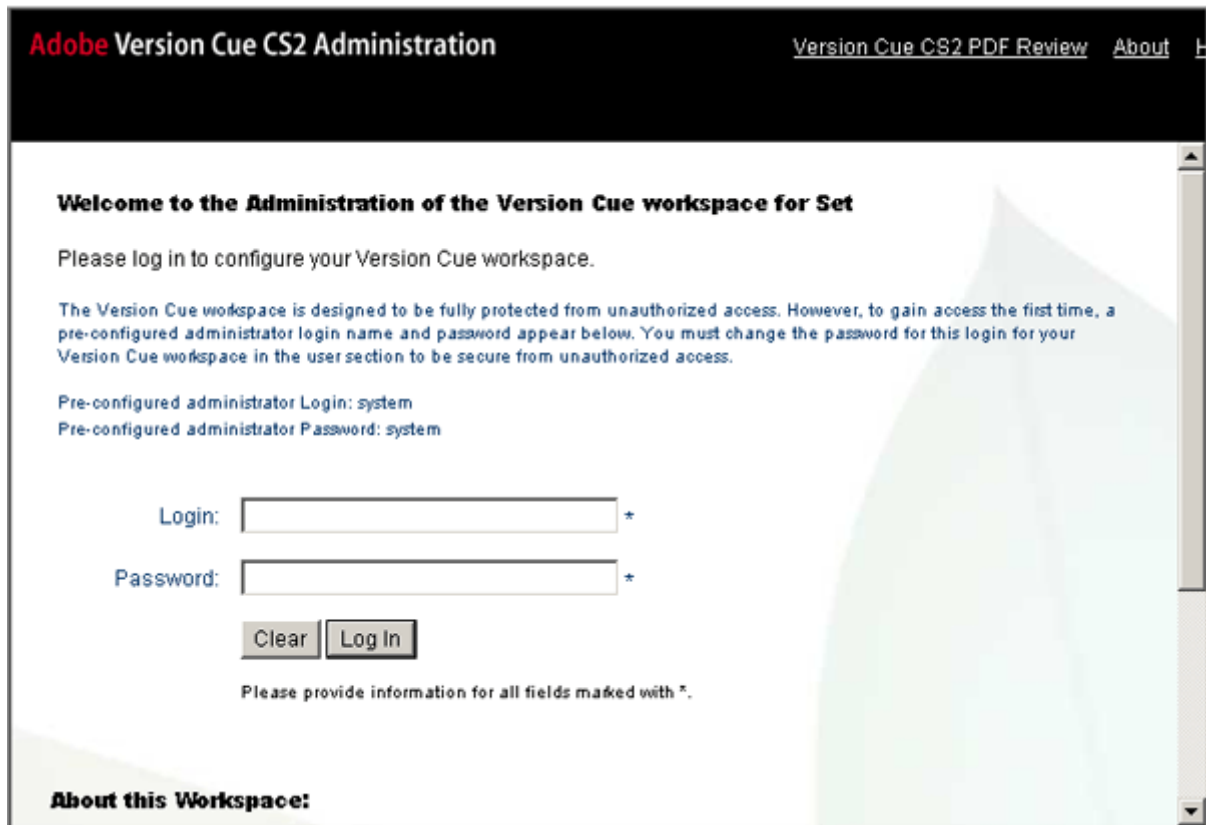 Adobe Version Cue CS2 Administration
Version Cue CS2 PDF Review About
Welcome to the Administration of the Version Cue workspace for Set
Please log in to configure your Version Cue workspace.
The Version Cue workspace is designed to be fully protected from unauthorized access. However, to gain access the first time, a
pre-configured administrator login name and password appear below. You must change the password for this login for your
Version Cue workspace in the user section to be secure from unauthorized access.
Pre-configured administrator Login: system
Pre-configured administrator Password: system
Login: *
Password: *
Clear Log In
Please provide information for all fields marked with *.
About this Workspace: